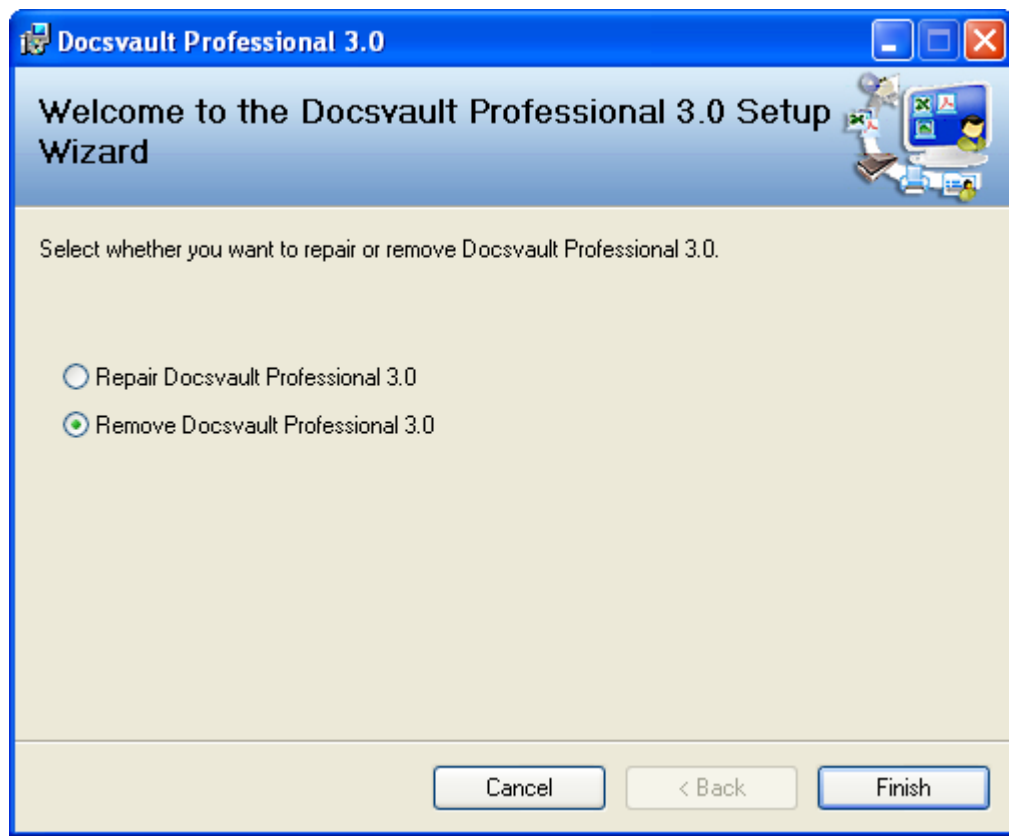 Docsvault Professional 3.0
Welcome to the Docsvault Professional 3.0 Setup
Wizard
Select whether you want to repair or remove Docsvault Professional 3.0.
Repair Docsvault Professional 3.0
Remove Docsvault Professional 3.0
Cancel
< Back
Finish